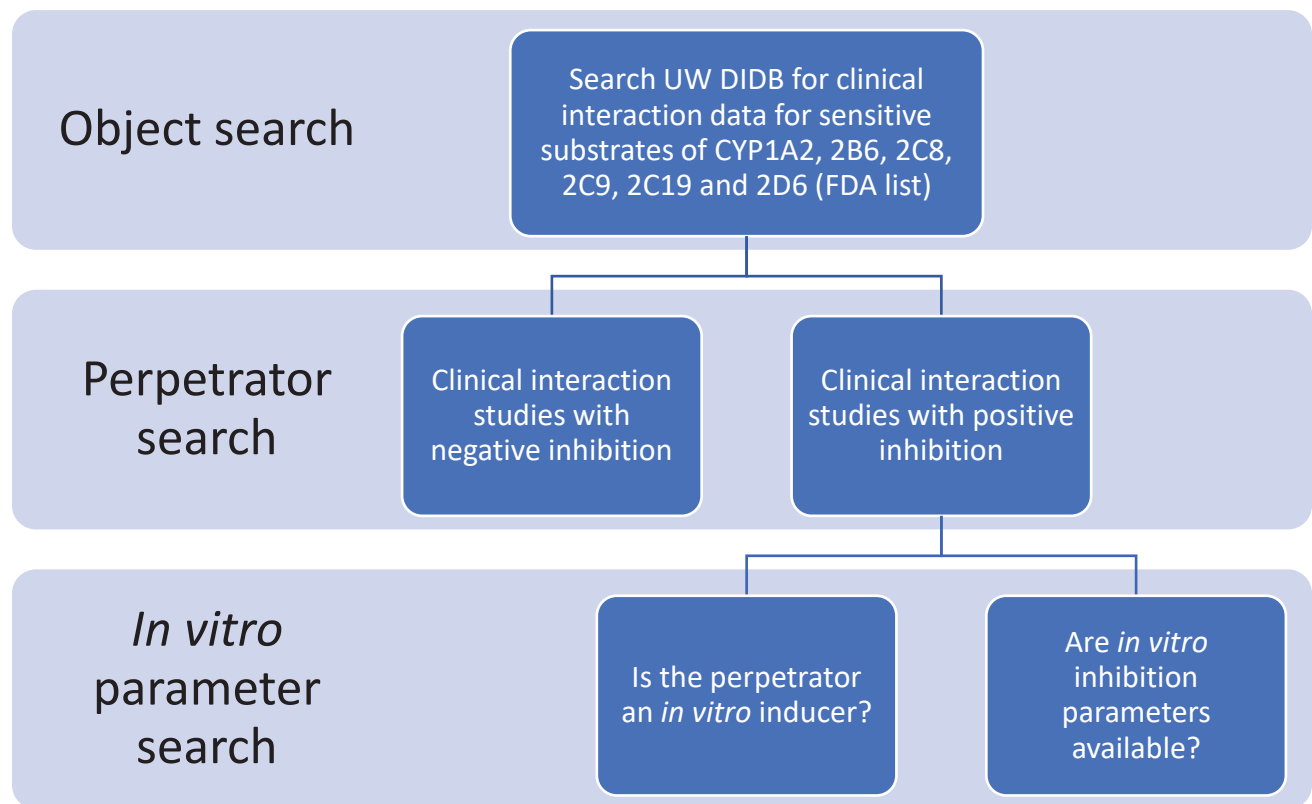 Object search
Search UW DIDB for clinical
interaction data for sensitive
substrates of CYP1A2, 2B6, 2C8,
2C9, 2C19 and 2D6 (FDA list)
Perpetrator
search
Clinical interaction
studies with
negative inhibition
Clinical interaction
studies with positive
inhibition
In vitro
parameter
search
Is the perpetrator
an in vitro inducer?
Are in vitro
inhibition
parameters
available?